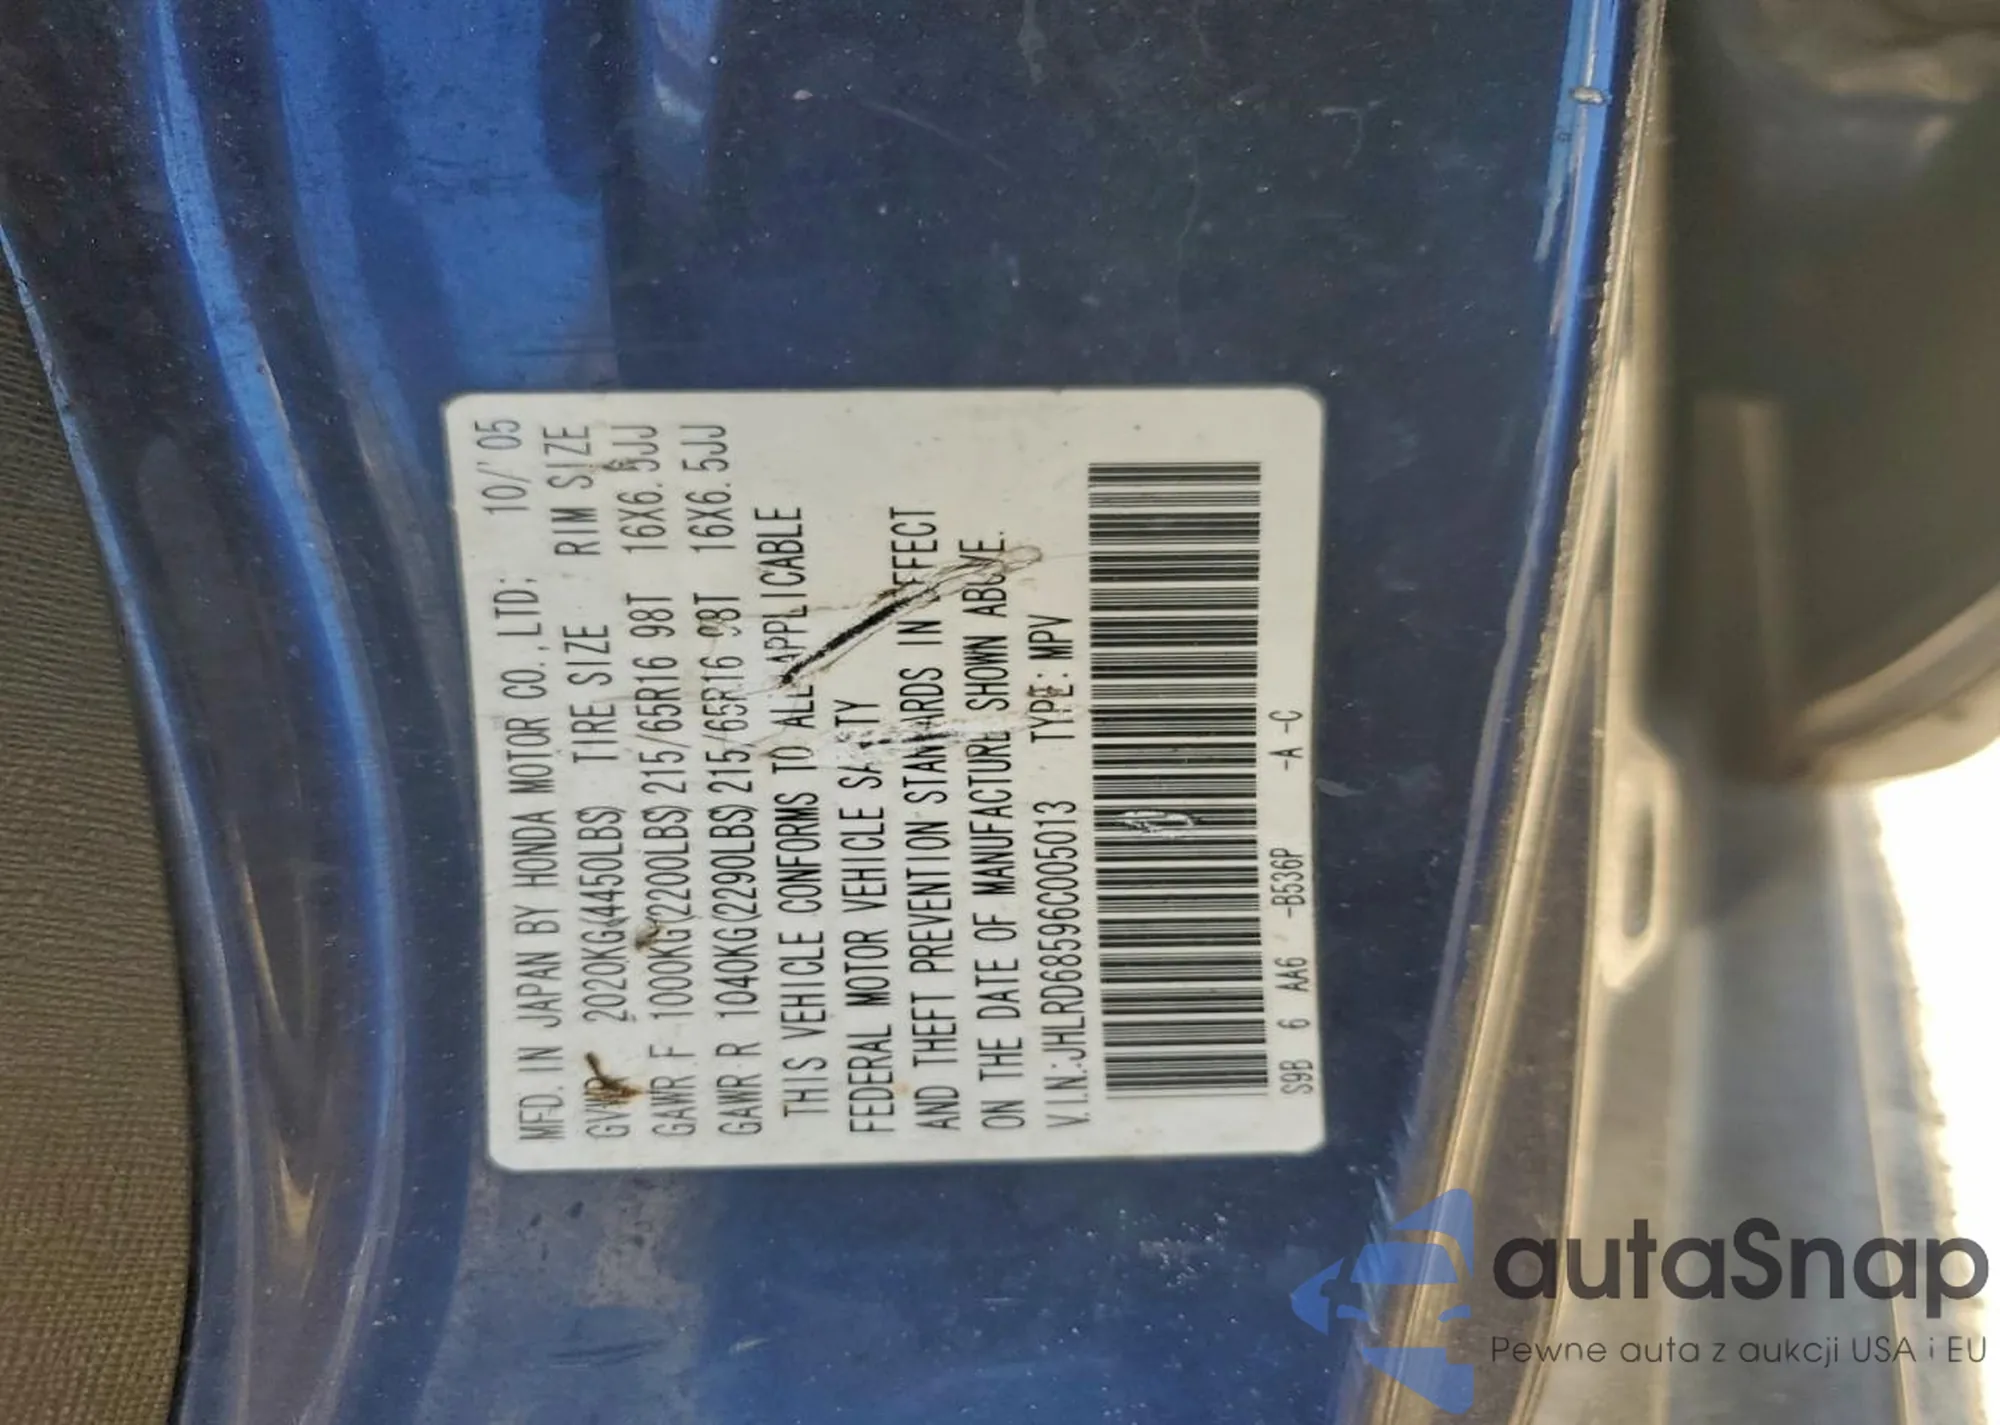 MFD. IN JAPAN BY HONDA MOTOR CO., LTD; 10/'05
GVWR 2020KG(4450LBS) TIRE SIZE RIM SIZE
GAWR F 1000KG(2200LBS) 215/65R16 98T 16X6.5JJ
GAWR R 1040KG(2290LBS) 215/65R16 98T 16X6.5JJ
THIS VEHICLE CONFORMS TO ALL APPLICABLE
FEDERAL MOTOR VEHICLE SAFETY
AND THEFT PREVENTION STANDARDS IN EFFECT
ON THE DATE OF MANUFACTURE SHOWN ABOVE.
V.I.N.:JHLRD68596C005013 TYPE: MPV
S9B 6 AA6 -B536P -A -C
autaSnap
Pewne auta z aukcji USA i EU